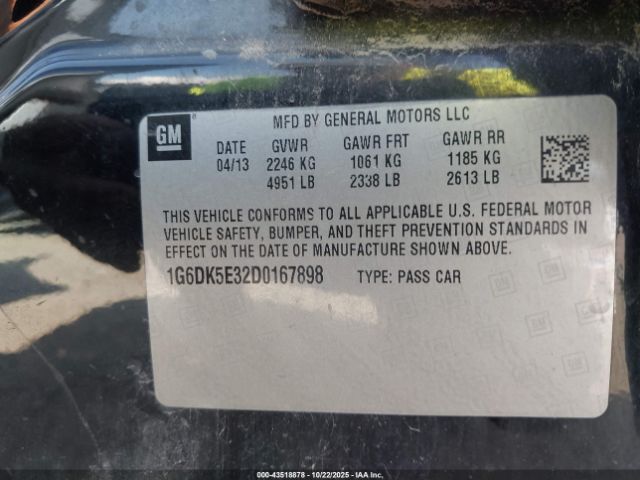 GM ®
MFD BY GENERAL MOTORS LLC
DATE GVWR GAWR FRT GAWR RR
04/13 2246 KG 1061 KG 1185 KG
4951 LB 2338 LB 2613 LB
THIS VEHICLE CONFORMS TO ALL APPLICABLE U.S. FEDERAL MOTOR
VEHICLE SAFETY, BUMPER, AND THEFT PREVENTION STANDARDS IN
EFFECT ON THE DATE OF MANUFACTURE SHOWN ABOVE.
1G6DK5E32D0167898 TYPE: PASS CAR
000-43518878 | 10/22/2025 | IAAI.COM